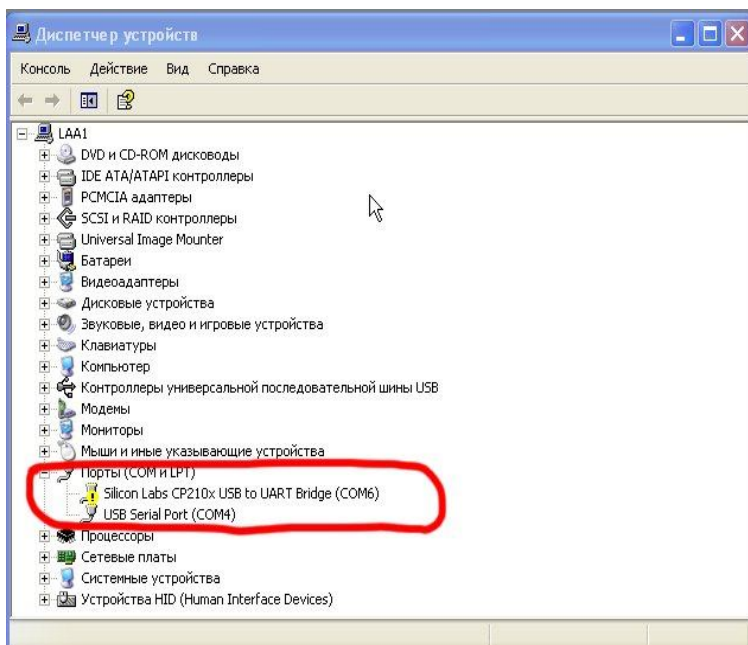 Диспетчер устройств
Консоль Действие Вид Справка
LAA1
DVD и CD-ROM дисководы
IDE ATA/ATAPI контроллеры
PCMCIA адаптеры
SCSI и RAID контроллеры
Universal Image Mounter
Батареи
Видеоадаптеры
Дисковые устройства
Звуковые, видео и игровые устройства
Клавиатуры
Компьютер
Контроллеры универсальной последовательной шины USB
Модемы
Мониторы
Мыши и иные указывающие устройства
Порты (COM и LPT)
Silicon Labs CP210x USB to UART Bridge (COM6)
USB Serial Port (COM4)
Процессоры
Сетевые платы
Системные устройства
Устройства HID (Human Interface Devices)